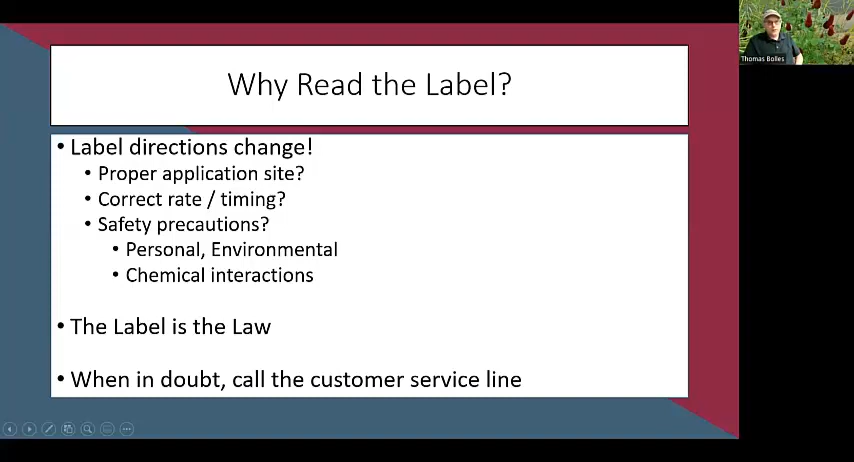 Thomas Bolles
Why Read the Label?
• Label directions change!
• Proper application site?
• Correct rate / timing?
• Safety precautions?
• Personal, Environmental
• Chemical interactions
• The Label is the Law
• When in doubt, call the customer service line